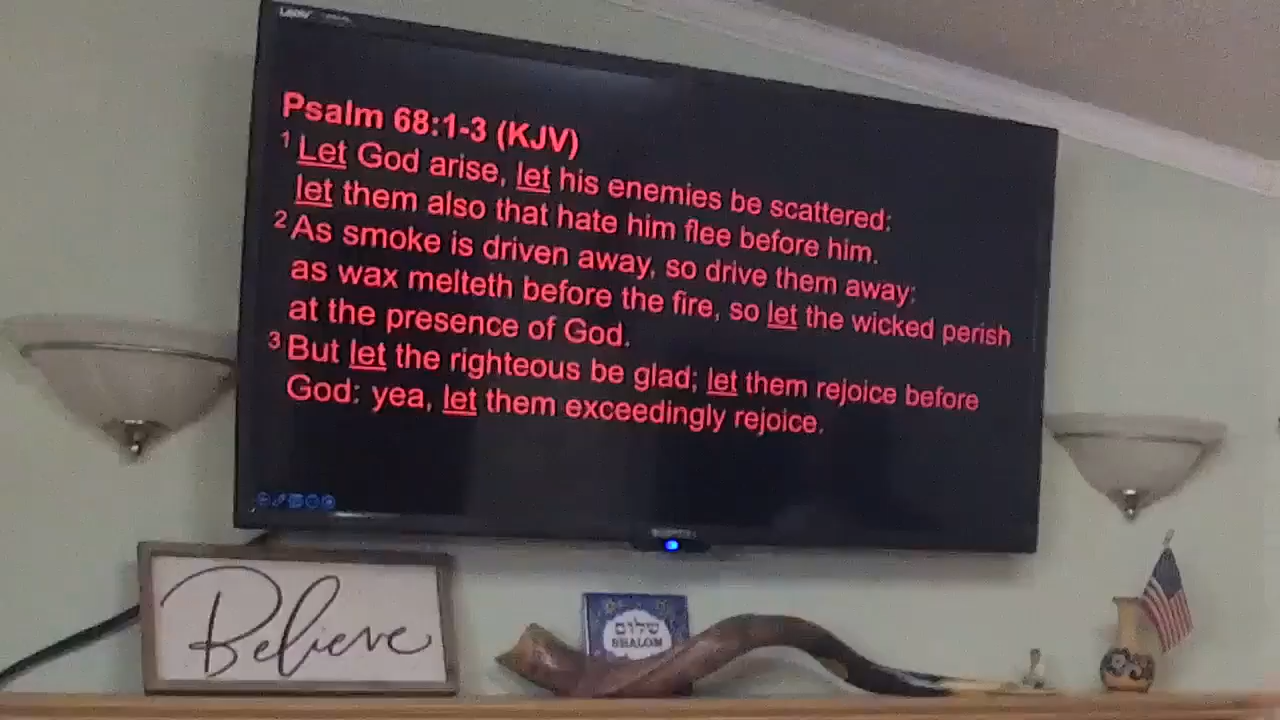 Psalm 68:1-3 (KJV)
1 Let God arise, let his enemies be scattered:
let them also that hate him flee before him.
2 As smoke is driven away, so drive them away:
as wax melteth before the fire, so let the wicked perish
at the presence of God.
3 But let the righteous be glad; let them rejoice before
God: yea, let them exceedingly rejoice.
Believe
שלום
SHALOM